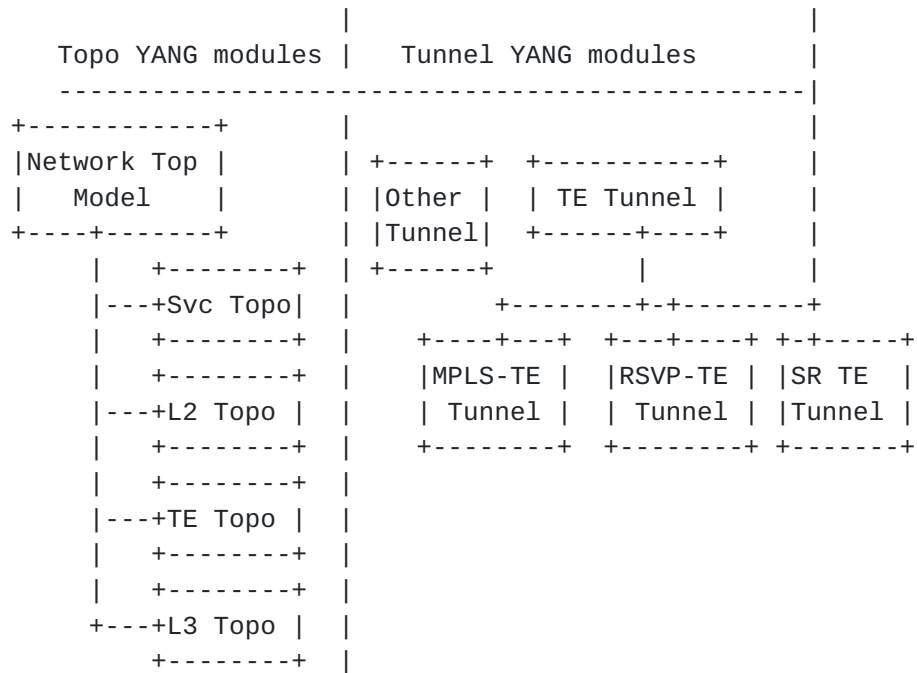 Topo YANG modules | Tunnel YANG modules
Network Top
Model
Other
Tunnel
TE Tunnel
Svc Topo
L2 Topo
TE Topo
L3 Topo
MPLS-TE
Tunnel
RSVP-TE
Tunnel
SR TE
Tunnel